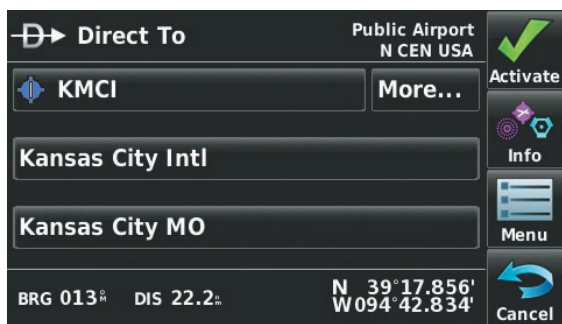 Direct To
Public Airport
N CEN USA
Activate
KMCI
More...
Info
Kansas City Intl
Kansas City MO
Menu
BRG 013°M
DIS 22.2nm
N 39°17.856'
W094°42.834'
Cancel